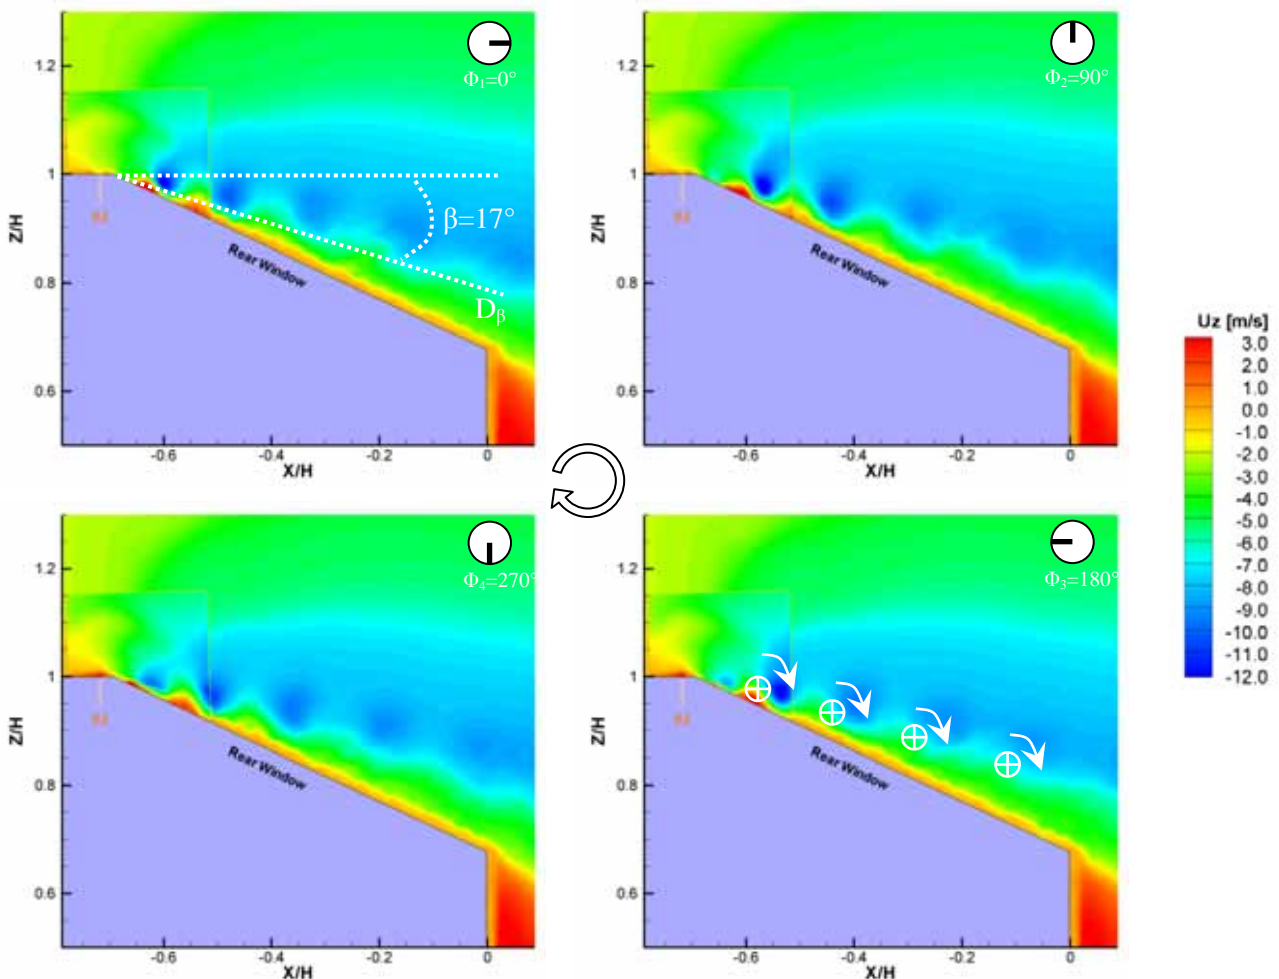 Φ₁=0°
1.2
1
0.8
0.6
Z/H
β=17°
Rear Window
Dᵦ
-0.6
-0.4
-0.2
0
X/H
Φ₂=90°
1.2
1
0.8
0.6
Z/H
Rear Window
-0.6
-0.4
-0.2
0
X/H
Uz [m/s]
3.0
2.0
1.0
0.0
-1.0
-2.0
-3.0
-4.0
-5.0
-6.0
-7.0
-8.0
-9.0
-10.0
-11.0
-12.0
Φ₄=270°
1.2
1
0.8
0.6
Z/H
Rear Window
-0.6
-0.4
-0.2
0
X/H
Φ₃=180°
1.2
1
0.8
0.6
Z/H
Rear Window
-0.6
-0.4
-0.2
0
X/H